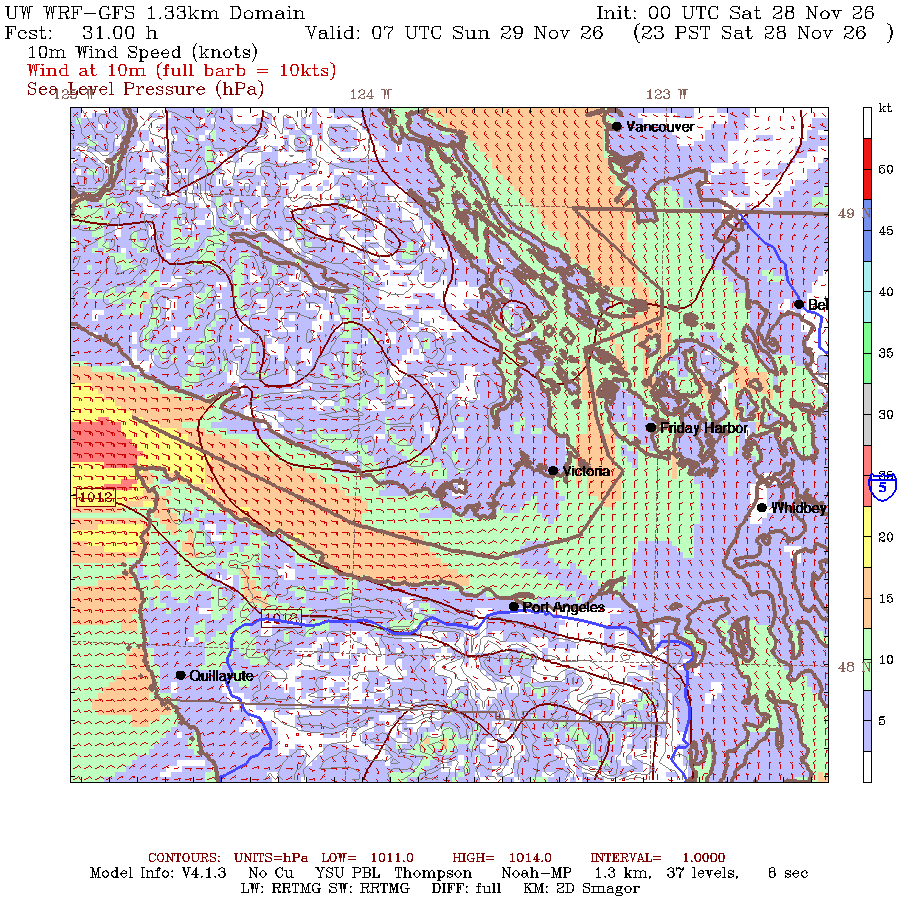 UW WRF-GFS 1.33km Domain Init: 00 UTC Sat 28 Nov 26
Fcst: 31.00 h Valid: 07 UTC Sun 29 Nov 26 (23 PST Sat 28 Nov 26 )
10m Wind Speed (knots)
Wind at 10m (full barb = 10kts)
Sea Level Pressure (hPa)
125 W 124 W 123 W
kt
Vancouver
60
49 N
45
40
Bel
35
30
Friday Harbor
Victoria
25
5
1012
Whidbey
20
15
Port Angeles
1012
10
48 N
Quillayute
5
CONTOURS: UNITS=hPa LOW= 1011.0 HIGH= 1014.0 INTERVAL= 1.0000
Model Info: V4.1.3 No Cu YSU PBL Thompson Noah-MP 1.3 km, 37 levels, 8 sec
LW: RRTMG SW: RRTMG DIFF: full KM: 2D Smagor